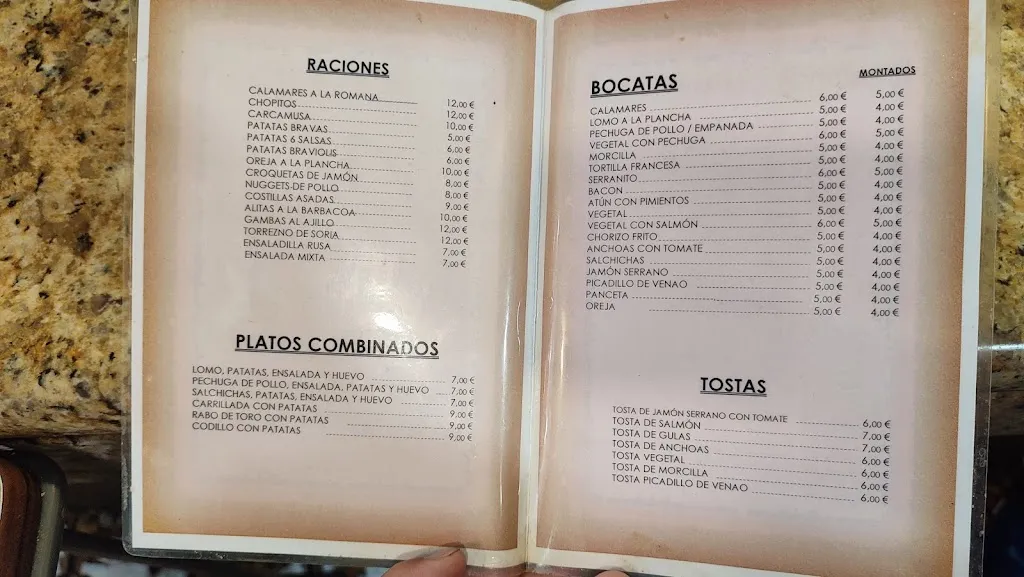 RACIONES
CALAMARES A LA ROMANA 12,00 €
CHOPITOS 12,00 €
CARCAMUSA 10,00 €
PATATAS BRAVAS 5,00 €
PATATAS 6 SALSAS 6,00 €
PATATAS BRAVIOLIS 6,00 €
OREJA A LA PLANCHA 10,00 €
CROQUETAS DE JAMÓN 8,00 €
NUGGETS DE POLLO 8,00 €
COSTILLAS ASADAS 9,00 €
ALITAS A LA BARBACOA 10,00 €
GAMBAS AL AJILLO 12,00 €
TORREZNO DE SORIA 12,00 €
ENSALADILLA RUSA 7,00 €
ENSALADA MIXTA 7,00 €
PLATOS COMBINADOS
LOMO, PATATAS, ENSALADA Y HUEVO 7,00 €
PECHUGA DE POLLO, ENSALADA, PATATAS Y HUEVO 7,00 €
SALCHICHAS, PATATAS, ENSALADA Y HUEVO 7,00 €
CARRILLADA CON PATATAS 9,00 €
RABO DE TORO CON PATATAS 9,00 €
CODILLO CON PATATAS 9,00 €
BOCATAS MONTADOS
CALAMARES 6,00 € 5,00 €
LOMO A LA PLANCHA 5,00 € 4,00 €
PECHUGA DE POLLO / EMPANADA 5,00 € 4,00 €
VEGETAL CON PECHUGA 6,00 € 5,00 €
MORCILLA 5,00 € 4,00 €
TORTILLA FRANCESA 5,00 € 4,00 €
SERRANITO 6,00 € 5,00 €
BACON 5,00 € 4,00 €
ATÚN CON PIMIENTOS 5,00 € 4,00 €
VEGETAL 5,00 € 4,00 €
VEGETAL CON SALMÓN 6,00 € 5,00 €
CHORIZO FRITO 5,00 € 4,00 €
ANCHOAS CON TOMATE 5,00 € 4,00 €
SALCHICHAS 5,00 € 4,00 €
JAMÓN SERRANO 5,00 € 4,00 €
PICADILLO DE VENAO 5,00 € 4,00 €
PANCETA 5,00 € 4,00 €
OREJA 5,00 € 4,00 €
TOSTAS
TOSTA DE JAMÓN SERRANO CON TOMATE 6,00 €
TOSTA DE SALMÓN 7,00 €
TOSTA DE GULAS 7,00 €
TOSTA DE ANCHOAS 6,00 €
TOSTA VEGETAL 6,00 €
TOSTA DE MORCILLA 6,00 €
TOSTA PICADILLO DE VENAO 6,00 €